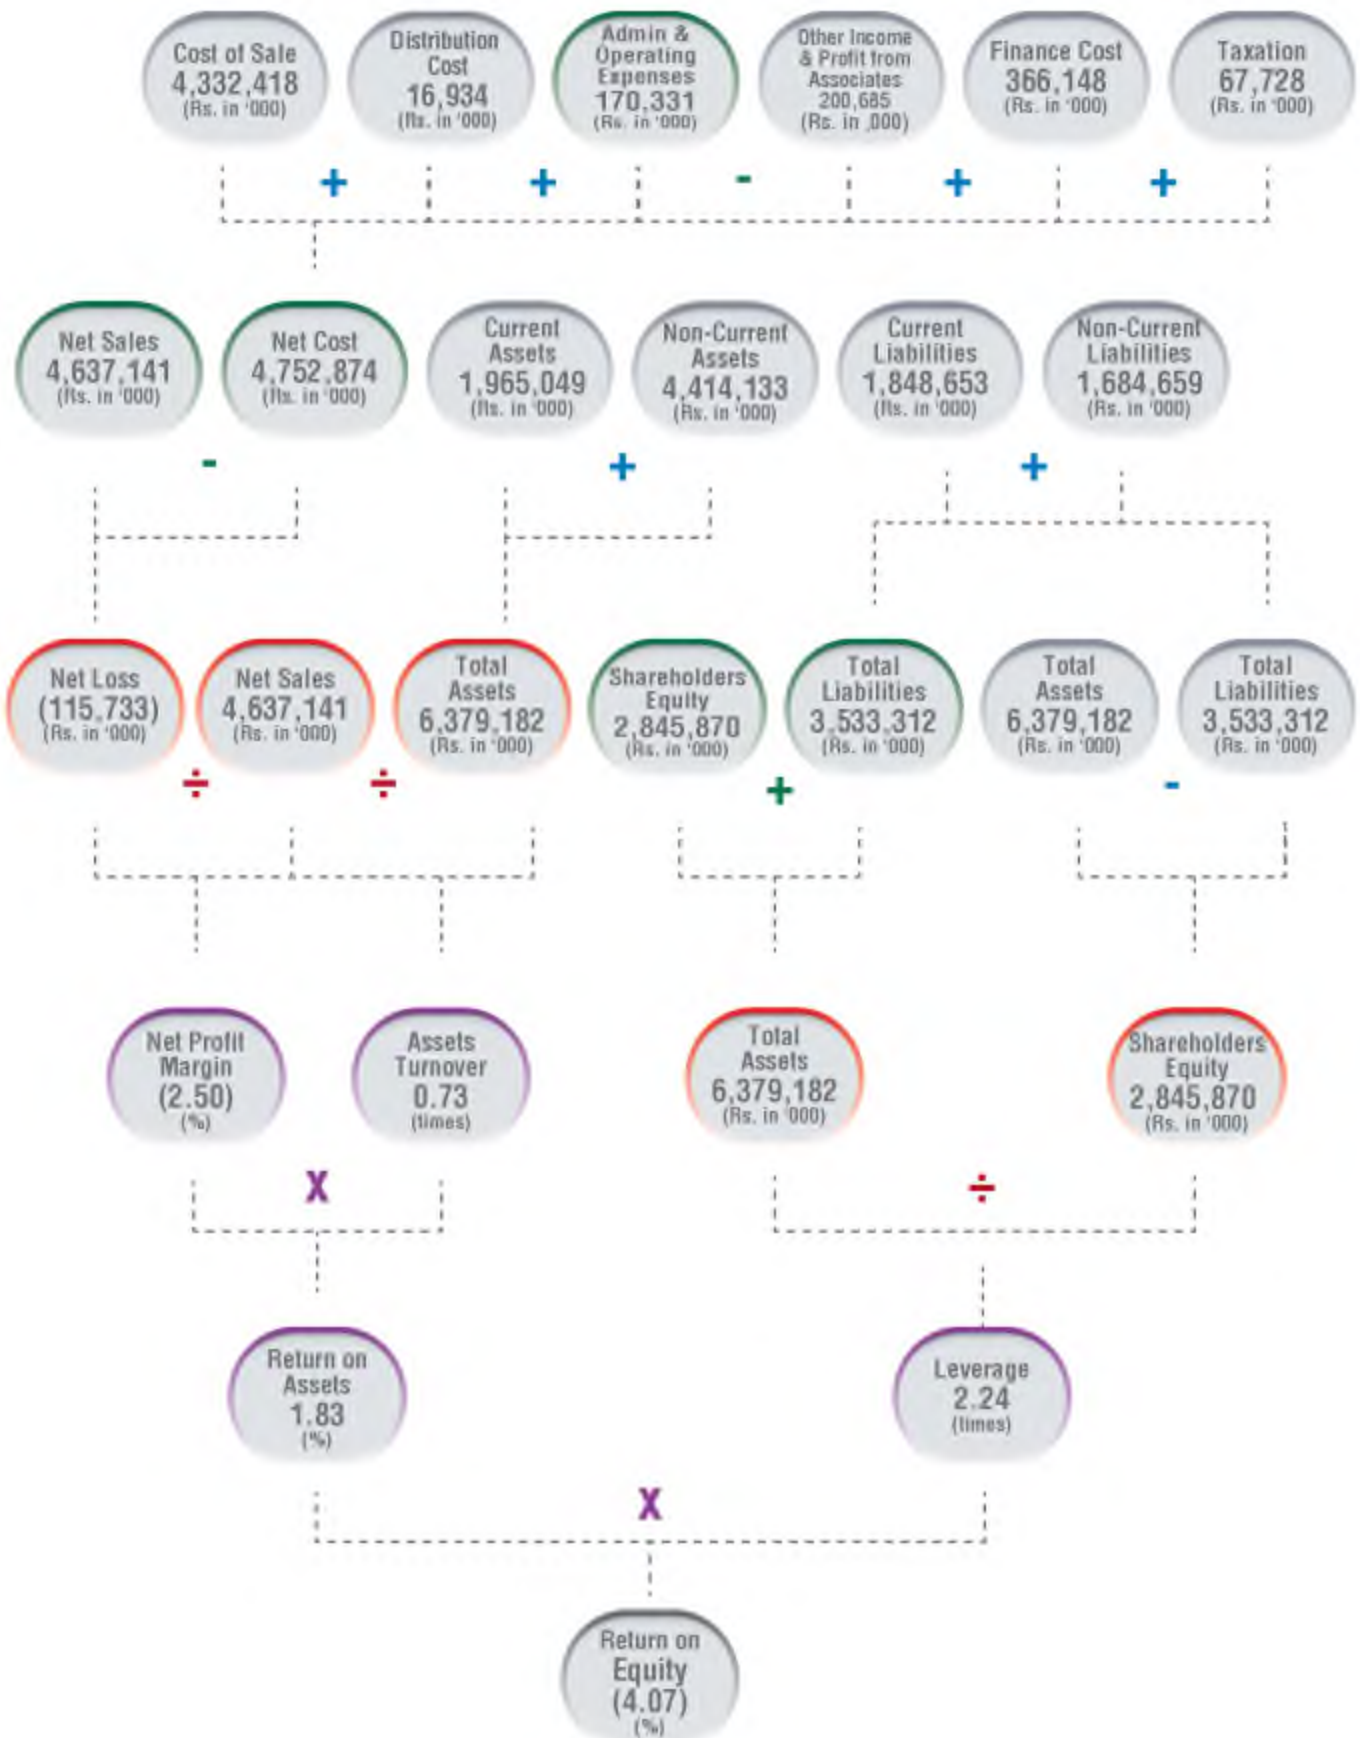 Cost of Sale
4,332,418
(Rs. in '000)
Distribution
Cost
16,934
(Rs. in '000)
Admin &
Operating
Expenses
170,331
(Rs. in '000)
Other Income
& Profit from
Associates
200,685
(Rs. in ,000)
Finance Cost
366,148
(Rs. in '000)
Taxation
67,728
(Rs. in '000)
+
+
-
+
+
Net Sales
4,637,141
(Rs. in '000)
Net Cost
4,752,874
(Rs. in '000)
Current
Assets
1,965,049
(Rs. in '000)
Non-Current
Assets
4,414,133
(Rs. in '000)
Current
Liabilities
1,848,653
(Rs. in '000)
Non-Current
Liabilities
1,684,659
(Rs. in '000)
-
+
+
Net Loss
(115,733)
(Rs. in '000)
Net Sales
4,637,141
(Rs. in '000)
Total
Assets
6,379,182
(Rs. in '000)
Shareholders
Equity
2,845,870
(Rs. in '000)
Total
Liabilities
3,533,312
(Rs. in '000)
Total
Assets
6,379,182
(Rs. in '000)
Total
Liabilities
3,533,312
(Rs. in '000)
÷
÷
+
-
Net Profit
Margin
(2.50)
(%)
Assets
Turnover
0.73
(times)
Total
Assets
6,379,182
(Rs. in '000)
Shareholders
Equity
2,845,870
(Rs. in '000)
X
÷
Return on
Assets
1.83
(%)
Leverage
2.24
(times)
X
Return on
Equity
(4.07)
(%)